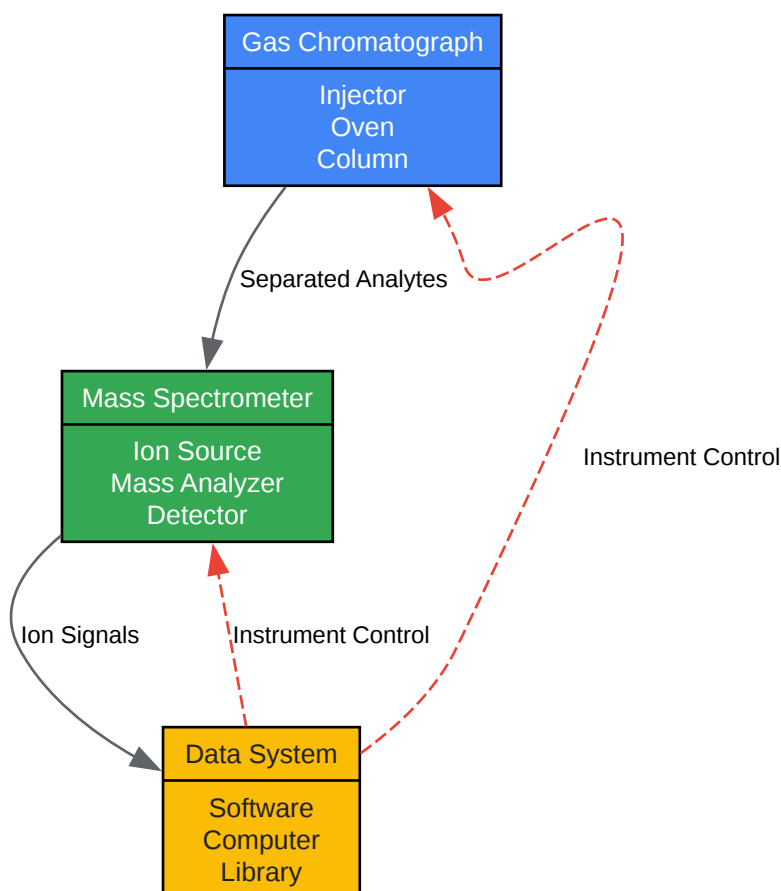 Gas Chromatograph
Injector
Oven
Column
Separated Analytes
Mass Spectrometer
Ion Source
Mass Analyzer
Detector
Instrument Control
Ion Signals
Instrument Control
Data System
Software
Computer
Library